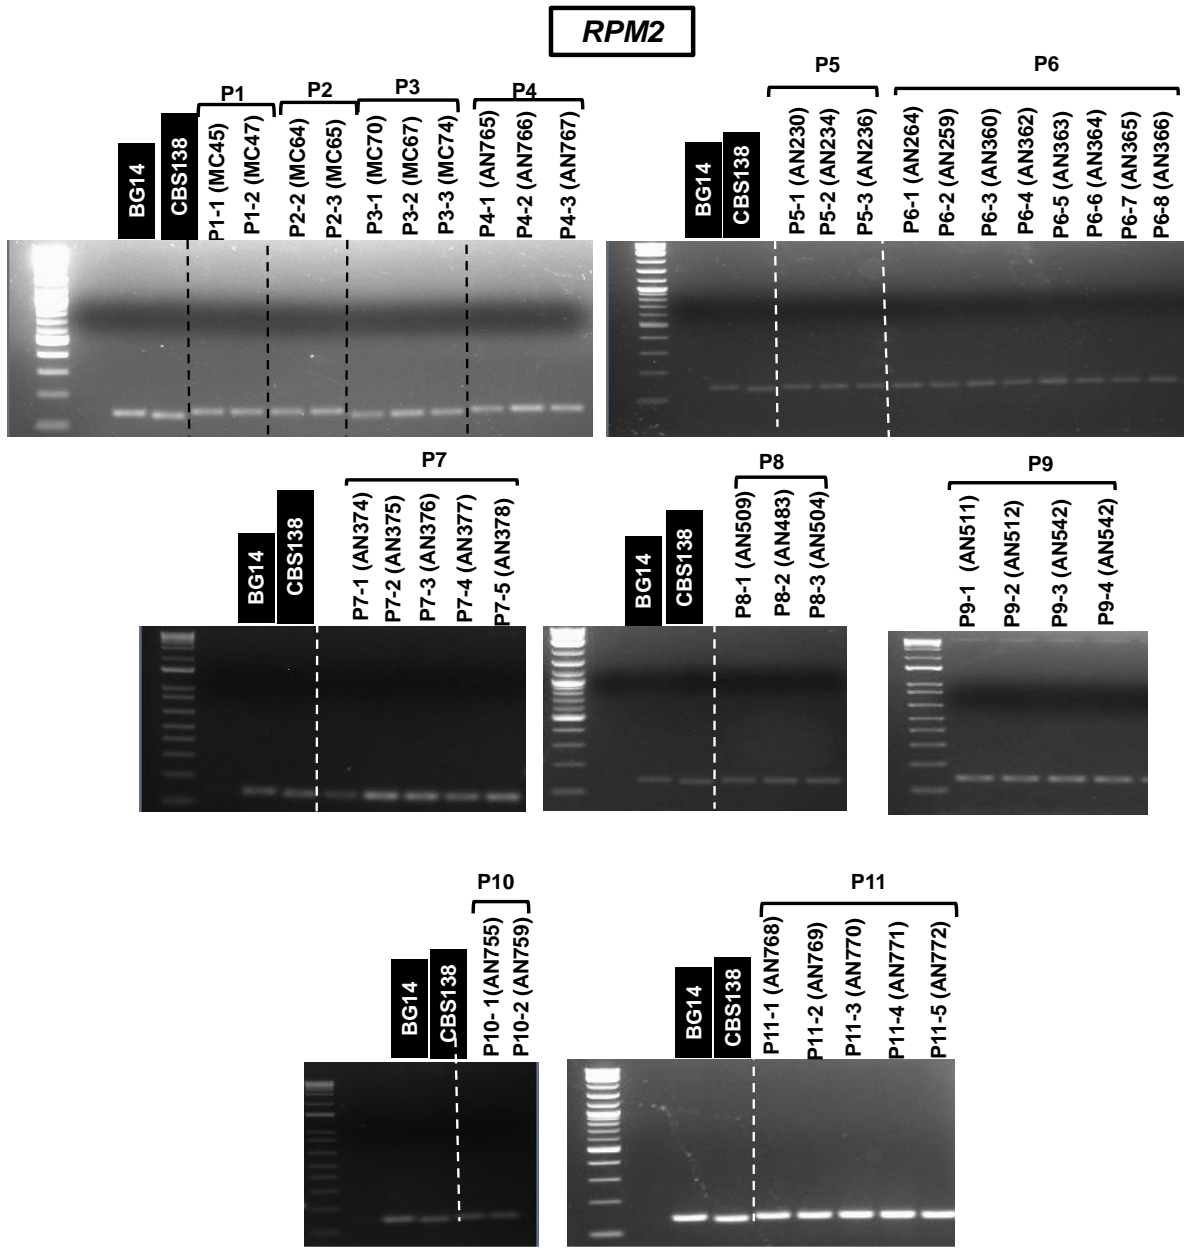 RPM2
P1
P2
P3
P4
BG14
CBS138
P1-1 (MC45)
P1-2 (MC47)
P2-2 (MC64)
P2-3 (MC65)
P3-1 (MC70)
P3-2 (MC67)
P3-3 (MC74)
P4-1 (AN765)
P4-2 (AN766)
P4-3 (AN767)
P5
P6
BG14
CBS138
P5-1 (AN230)
P5-2 (AN234)
P5-3 (AN236)
P6-1 (AN264)
P6-2 (AN259)
P6-3 (AN360)
P6-4 (AN362)
P6-5 (AN363)
P6-6 (AN364)
P6-7 (AN365)
P6-8 (AN366)
P7
BG14
CBS138
P7-1 (AN374)
P7-2 (AN375)
P7-3 (AN376)
P7-4 (AN377)
P7-5 (AN378)
P8
BG14
CBS138
P8-1 (AN509)
P8-2 (AN483)
P8-3 (AN504)
P9
P9-1 (AN511)
P9-2 (AN512)
P9-3 (AN542)
P9-4 (AN542)
P10
BG14
CBS138
P10- 1 (AN755)
P10-2 (AN759)
P11
BG14
CBS138
P11-1 (AN768)
P11-2 (AN769)
P11-3 (AN770)
P11-4 (AN771)
P11-5 (AN772)